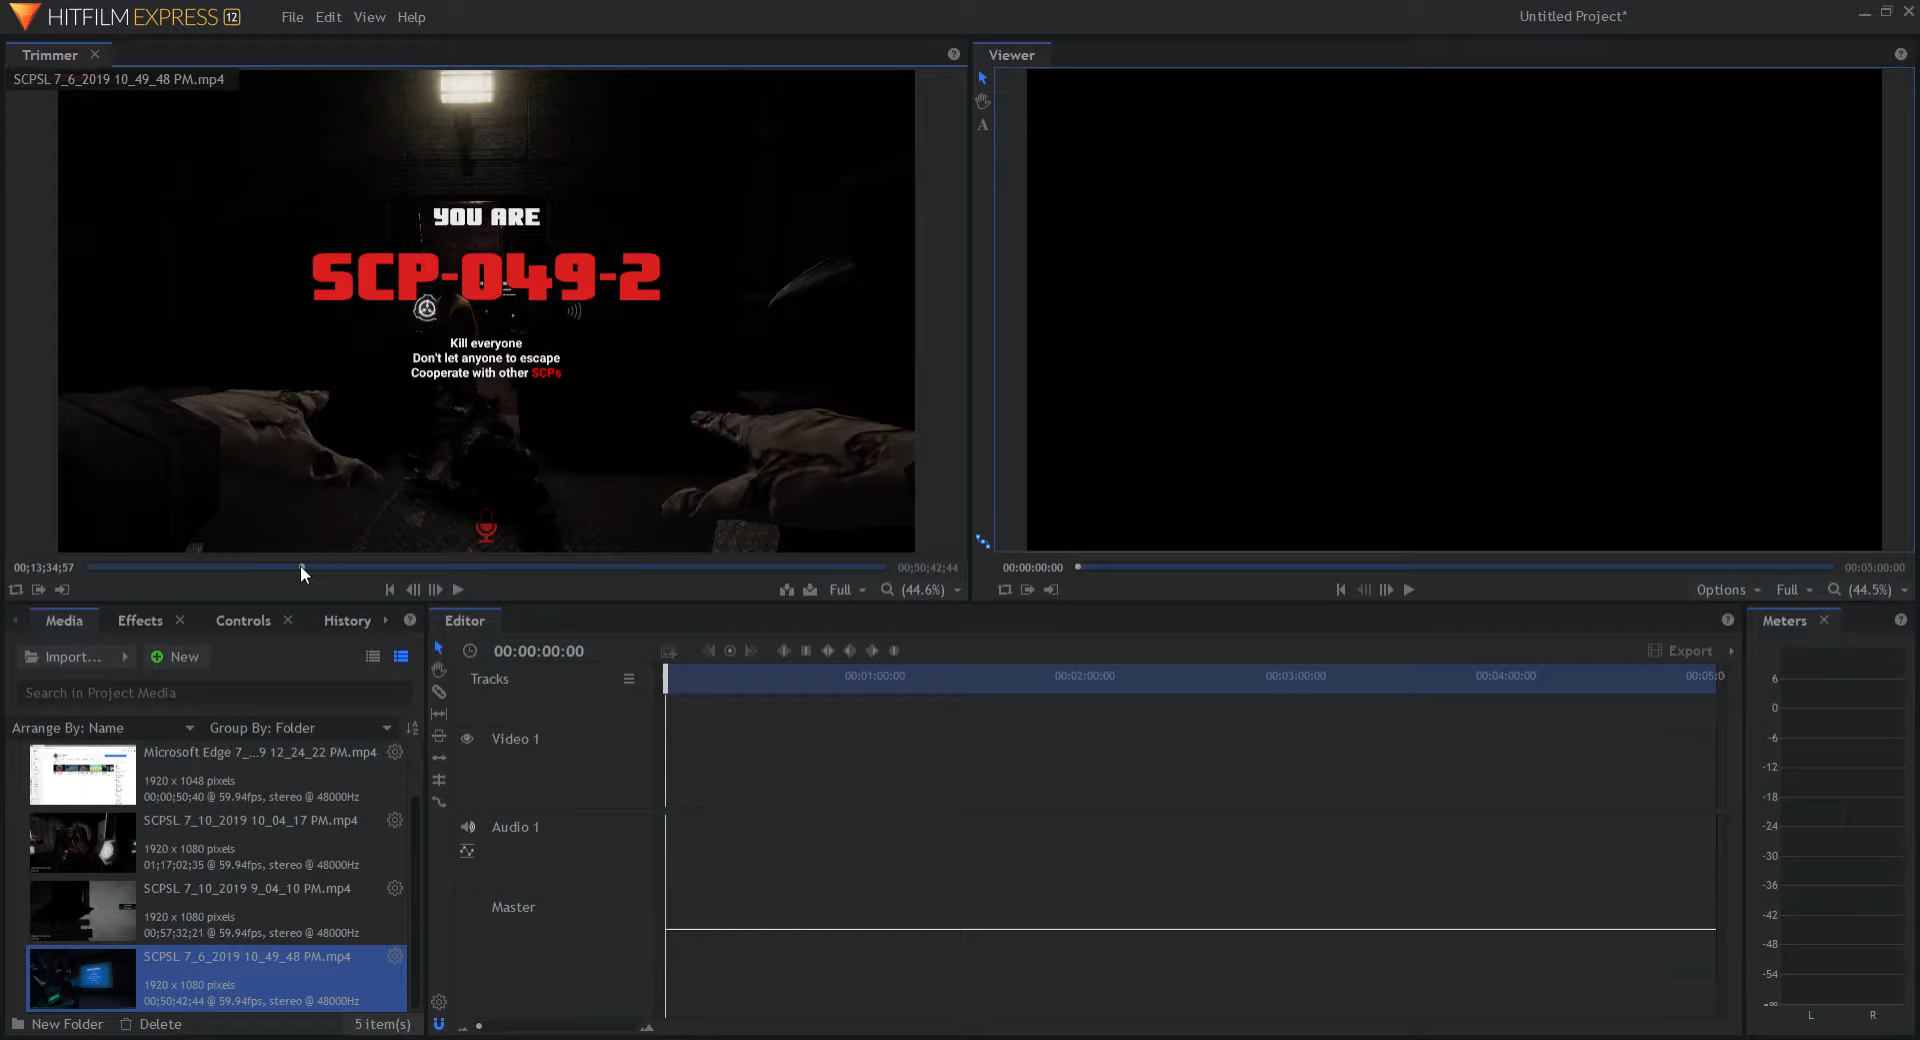 HITFILM EXPRESS 12 File Edit View Help Untitled Project*
Trimmer
SCPSL 7_6_2019 10_49_48 PM.mp4
YOU ARE
SCP-049-2
Kill everyone
Don't let anyone to escape
Cooperate with other SCPs
00;13;34;57 00;50;42;44
Full (44.6%)
Viewer
A
00:00:00:00 00:05:00:00
Options Full (44.5%)
Media Effects Controls History
Import... New
Search in Project Media
Arrange By: Name Group By: Folder
Microsoft Edge 7_...9 12_24_22 PM.mp4
1920 x 1048 pixels
00;00;50;40 @ 59.94fps, stereo @ 48000Hz
SCPSL 7_10_2019 10_04_17 PM.mp4
1920 x 1080 pixels
01;17;02;35 @ 59.94fps, stereo @ 48000Hz
SCPSL 7_10_2019 9_04_10 PM.mp4
1920 x 1080 pixels
00;57;32;21 @ 59.94fps, stereo @ 48000Hz
SCPSL 7_6_2019 10_49_48 PM.mp4
1920 x 1080 pixels
00;50;42;44 @ 59.94fps, stereo @ 48000Hz
New Folder Delete 5 item(s)
Editor
00:00:00:00 Export
Tracks 00:01:00:00 00:02:00:00 00:03:00:00 00:04:00:00 00:05:0
Video 1
Audio 1
Master
Meters
6
0
-6
-12
-18
-24
-30
-36
-42
-48
-54
-∞
L R